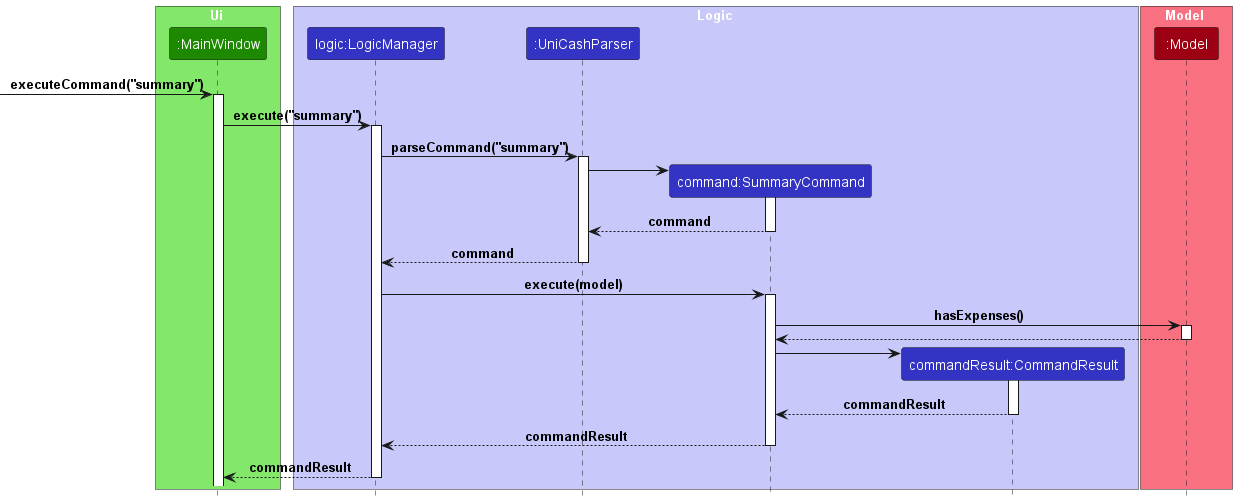 Ui
Logic
Model
:MainWindow
logic:LogicManager
:UniCashParser
:Model
executeCommand("summary")
execute("summary")
parseCommand("summary")
command:SummaryCommand
command
command
execute(model)
hasExpenses()
commandResult:CommandResult
commandResult
commandResult
commandResult